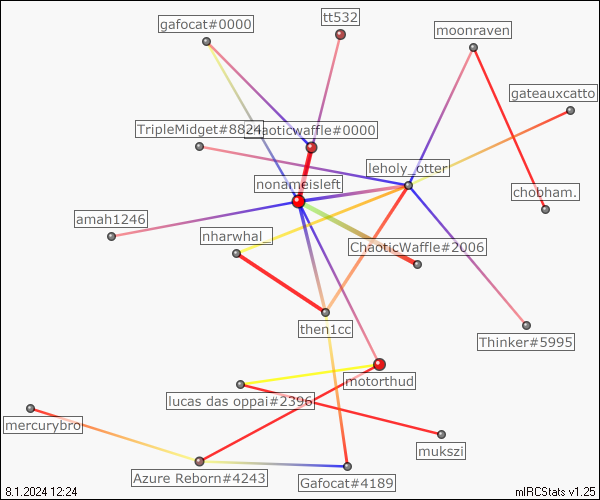 gafocat#0000
tt532
moonraven
gateauxcatto
TripleMidget#8824
haoticwaffle#0000
leholy_otter
nonameisleft
chobham.
amah1246
nharwhal_
ChaoticWaffle#2006
then1cc
Thinker#5995
motorthud
lucas das oppai#2396
mercurybro
mukszi
Azure Reborn#4243
Gafocat#4189
8.1.2024 12:24
mIRCStats v1.25